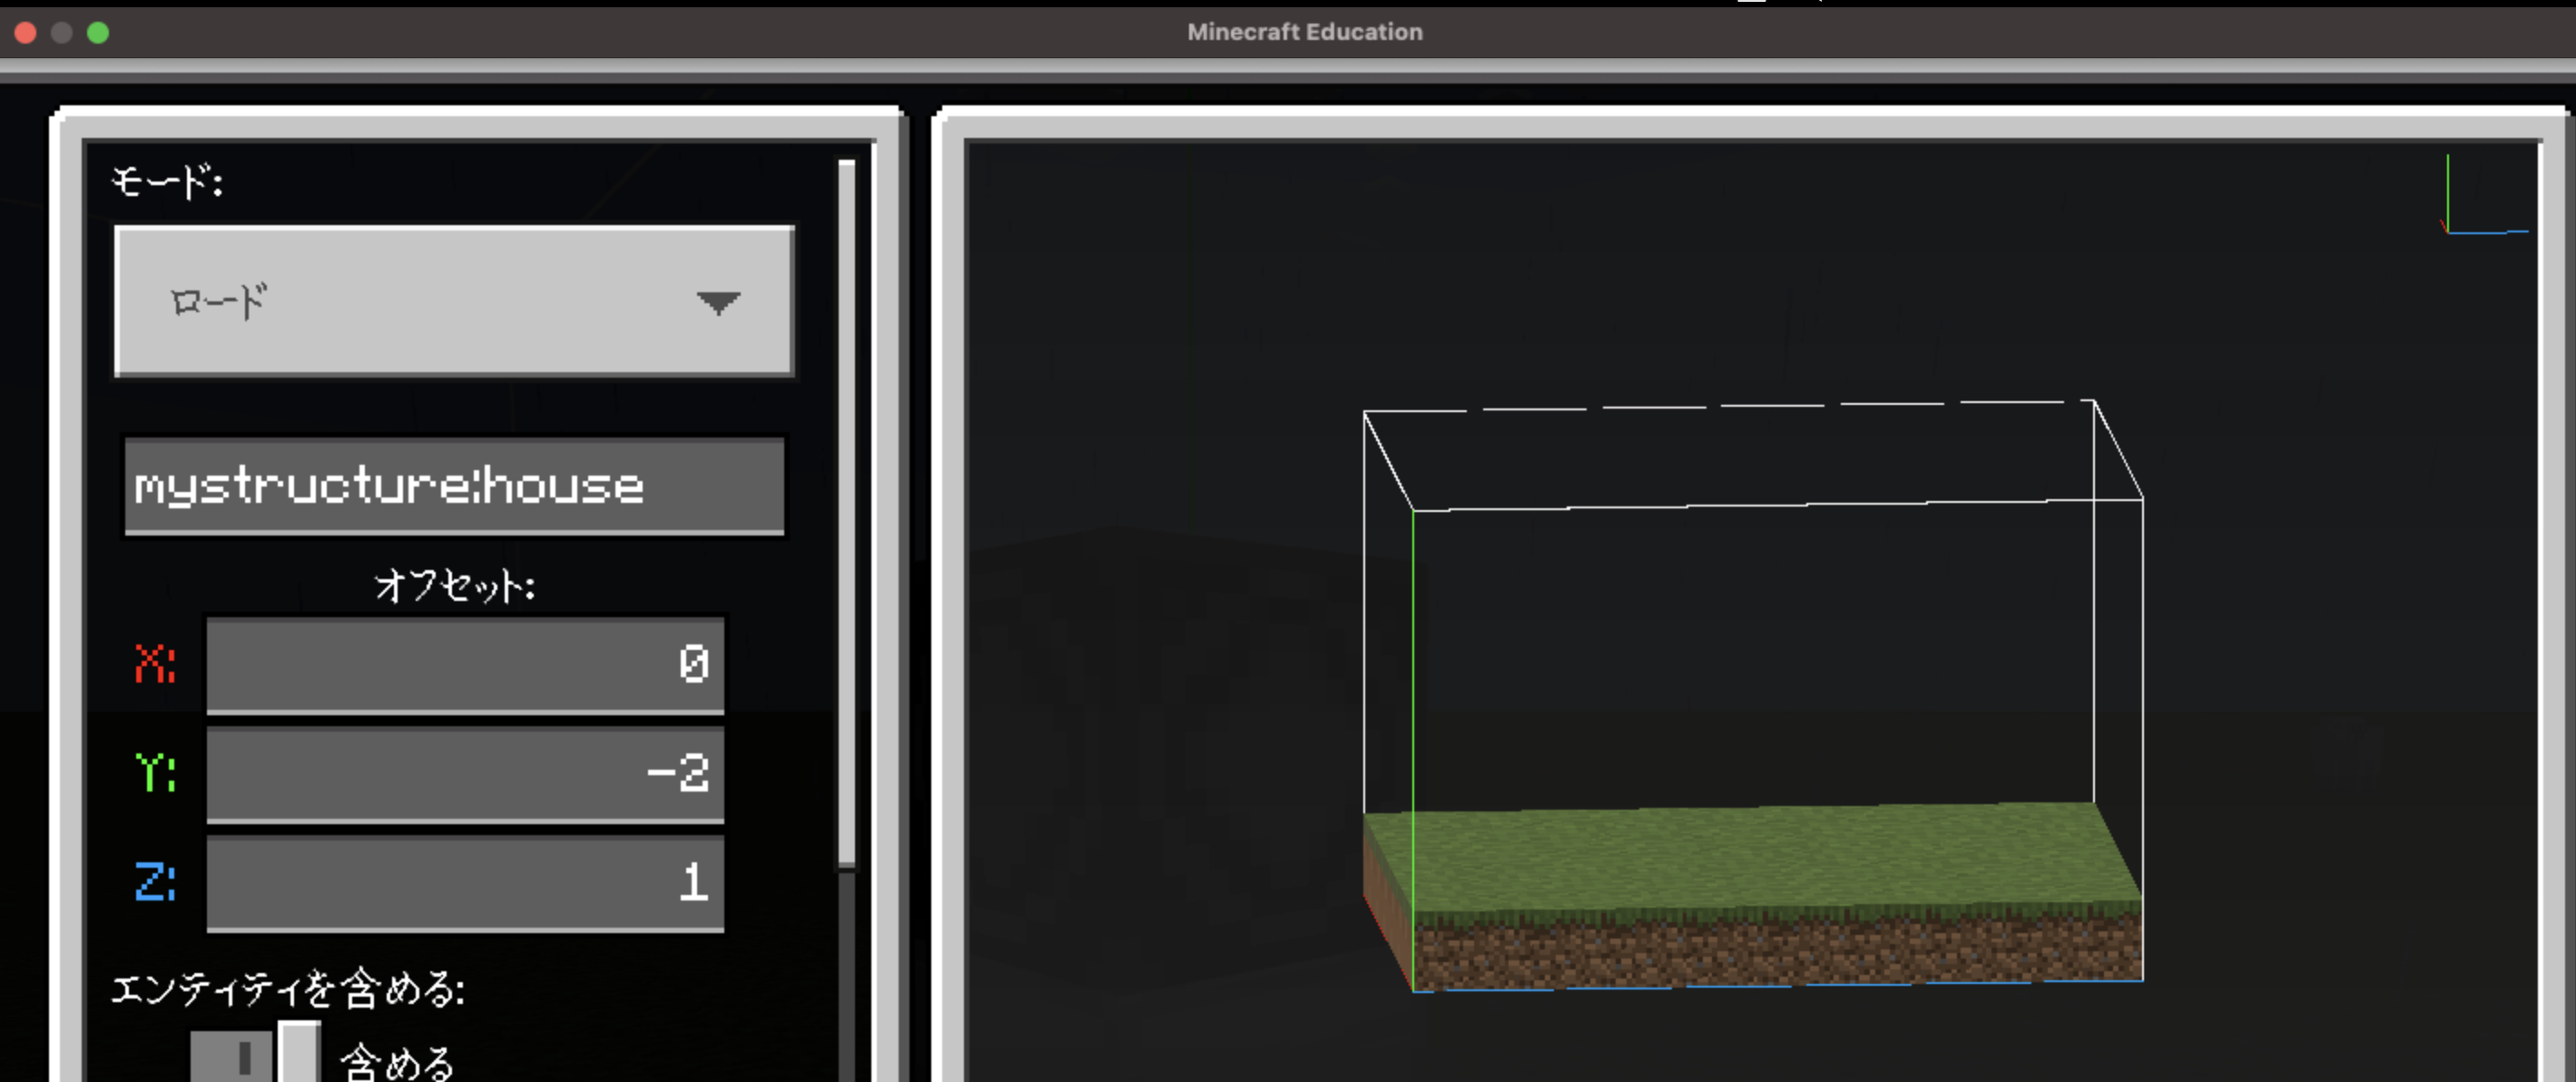 Minecraft Education
モード:
ロード
mystructure:house
オフセット:
X: 0
Y: -2
Z: 1
エンティティを含める:
含める